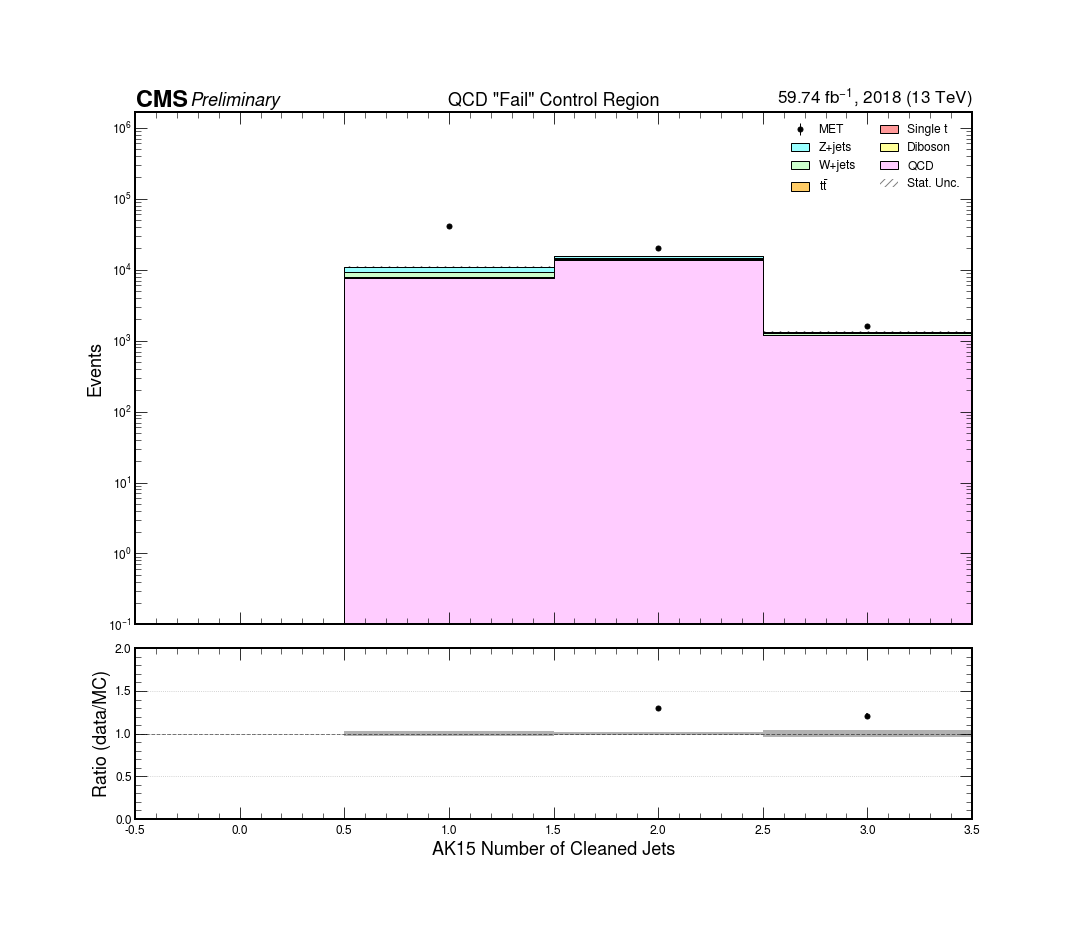 CMS Preliminary QCD "Fail" Control Region 59.74 fb⁻¹, 2018 (13 TeV)
MET Single t
Z+jets Diboson
W+jets QCD
tt̄ Stat. Unc.
10⁶
10⁵
10⁴
10³
10²
10¹
10⁰
10⁻¹
Events
2.0
1.5
1.0
0.5
0.0
Ratio (data/MC)
-0.5 0.0 0.5 1.0 1.5 2.0 2.5 3.0 3.5
AK15 Number of Cleaned Jets